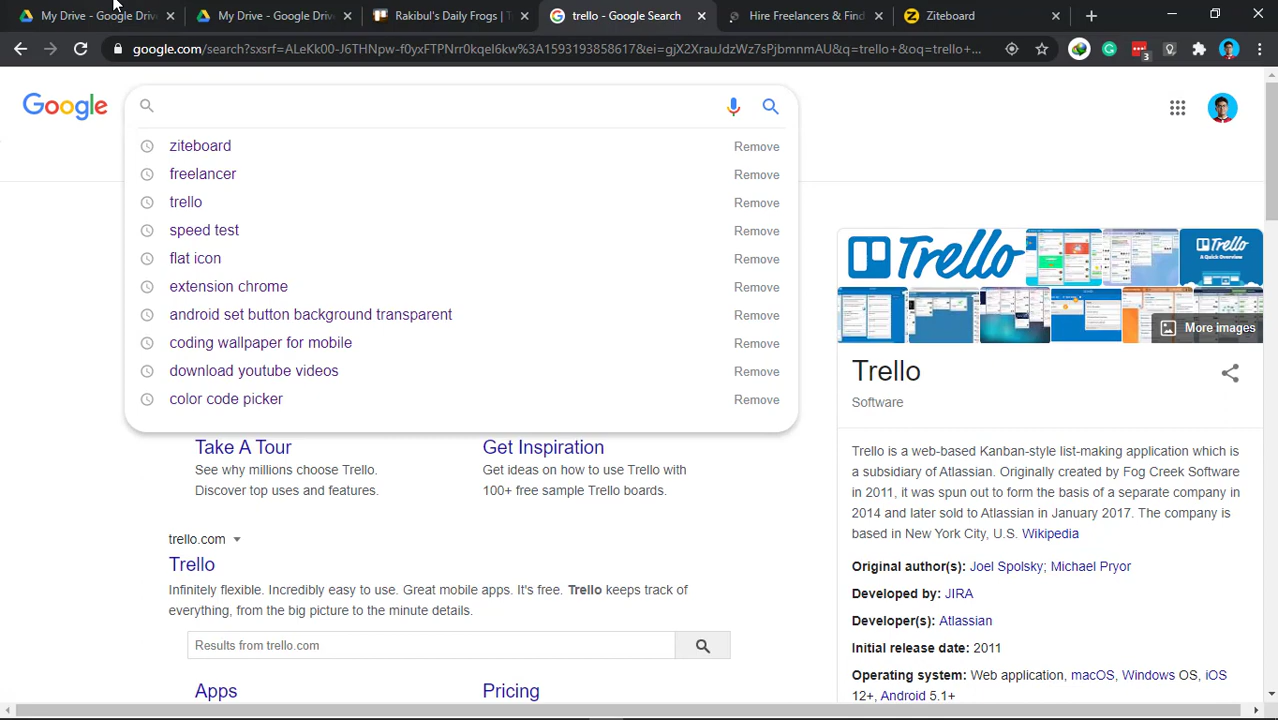 My Drive - Google Driv
My Drive - Google Driv
Rakibul's Daily Frogs | T
trello - Google Search
Hire Freelancers & Find
Ziteboard
google.com/search?sxsrf=ALeKk00-J6THNpw-f0yxFTPNrr0kqel6kw%3A1593193858617&ei=gjX2XrauJdzWz7sPjbmnmAU&q=trello+&oq=trello+...
3
Google
ziteboard Remove
freelancer Remove
trello Remove
speed test Remove
flat icon Remove
extension chrome Remove
android set button background transparent Remove
coding wallpaper for mobile Remove
download youtube videos Remove
color code picker Remove
Take A Tour
See why millions choose Trello.
Discover top uses and features.
Get Inspiration
Get ideas on how to use Trello with
100+ free sample Trello boards.
trello.com
Trello
Infinitely flexible. Incredibly easy to use. Great mobile apps. It's free. Trello keeps track of
everything, from the big picture to the minute details.
Results from trello.com
Apps
Pricing
Trello
Trello
A Quick Overview
More images
Trello
Software
Trello is a web-based Kanban-style list-making application which is
a subsidiary of Atlassian. Originally created by Fog Creek Software
in 2011, it was spun out to form the basis of a separate company in
2014 and later sold to Atlassian in January 2017. The company is
based in New York City, U.S. Wikipedia
Original author(s): Joel Spolsky; Michael Pryor
Developed by: JIRA
Developer(s): Atlassian
Initial release date: 2011
Operating system: Web application, macOS, Windows OS, iOS
12+, Android 5.1+